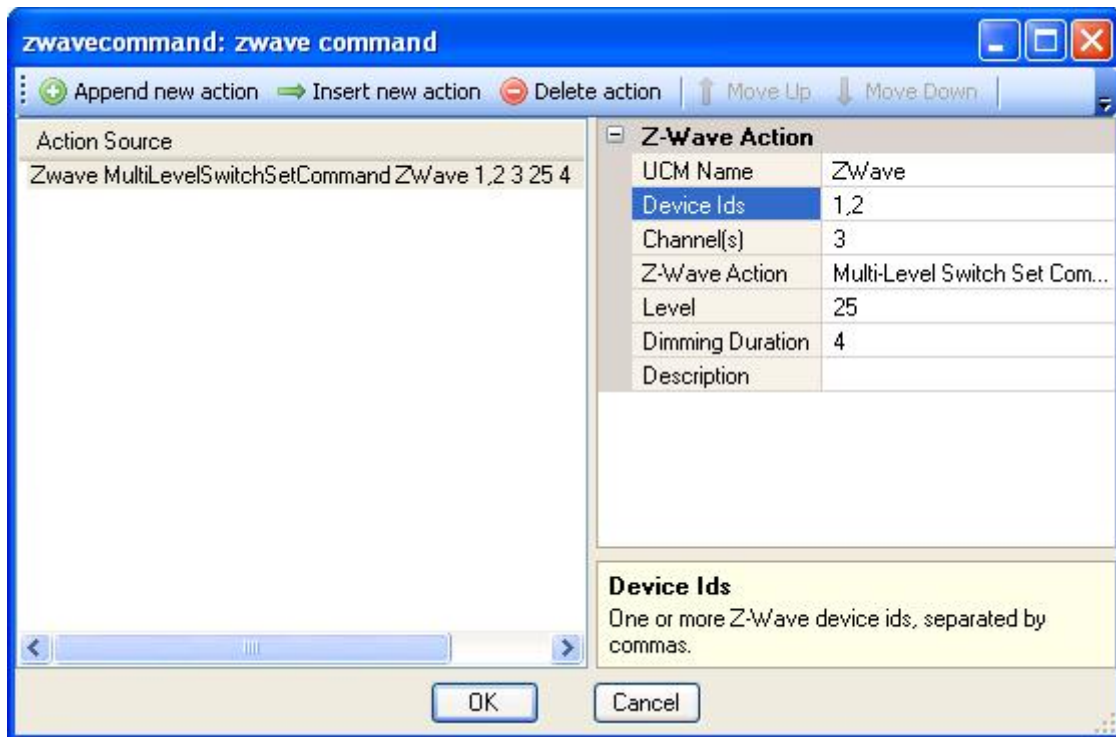 zwavecommand: zwave command
Append new action Insert new action Delete action Move Up Move Down
Action Source
Zwave MultiLevelSwitchSetCommand ZWave 1,2 3 25 4
Z-Wave Action
UCM Name ZWave
Device Ids 1,2
Channel(s) 3
Z-Wave Action Multi-Level Switch Set Com...
Level 25
Dimming Duration 4
Description
Device Ids
One or more Z-Wave device ids, separated by
commas.
OK Cancel